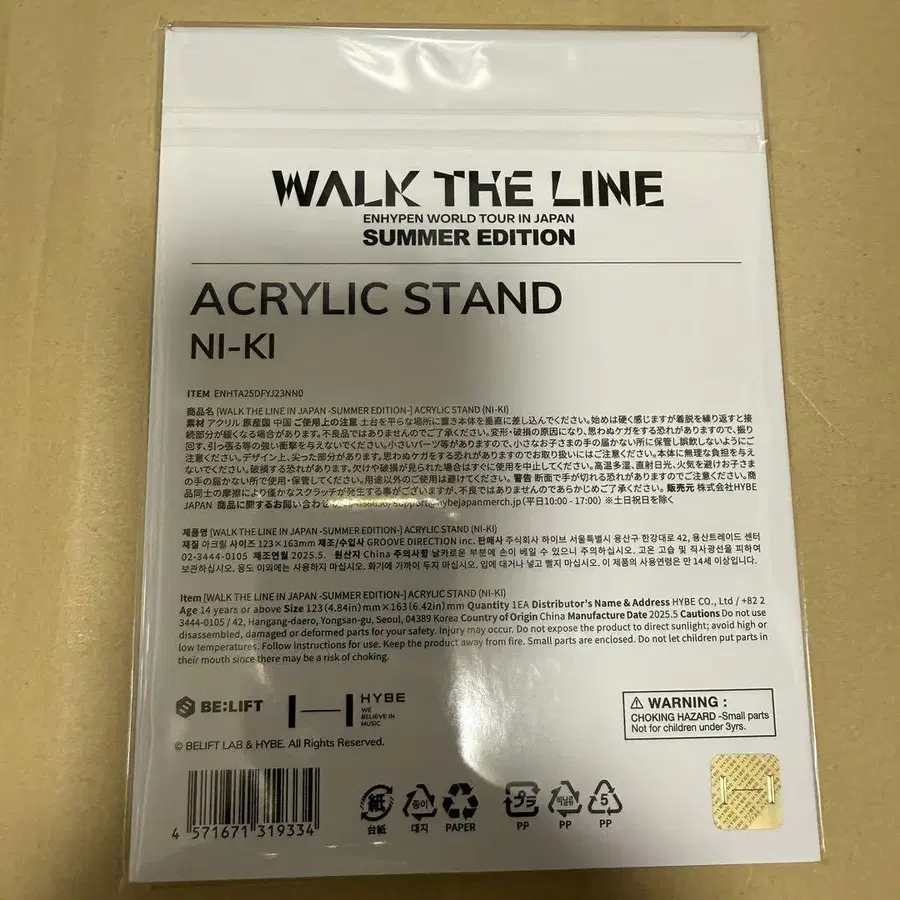 WALK THE LINE
ENHYPEN WORLD TOUR IN JAPAN
SUMMER EDITION
ACRYLIC STAND
NI-KI
ITEM ENHTA25DFYJ23NN0
商品名 [WALK THE LINE IN JAPAN -SUMMER EDITION-] ACRYLIC STAND (NI-KI)
素材 アクリル 原産国 中国 ご使用上の注意 土台を平らな場所に置き本体を垂直に差し込んでください。始めは硬く感じますが着脱を繰り返すと接
続部分が緩くなる場合があります。不良品ではありませんのでご了承ください。変形・破損の原因になり、思わぬケガをする恐れがありますので、振り
回す、引っ張る等の強い衝撃を与えないでください。小さいパーツ等がありますので、小さなお子さまの手の届かない所に保管し誤飲しないようにご
注意ください。デザイン上、尖った部分があります。思わぬケガをする恐れがありますのでお取り扱いにはご注意ください。本体に無理な負担を与え
ないでください。破損する恐れがあります。欠けや破損が見られた場合はすぐに使用を中止してください。高温多湿、直射日光、火気を避けお子さま
の手の届かない所で使用・保管してください。用途以外のご使用は避けてください。警告 断面で手が切れる恐れがありますのでご注意ください。商
品同士の摩擦により僅かなスクラッチが発生する事がございますが、不良ではありませんのであらかじめご了承ください。販売元 株式会社HYBE
JAPAN 商品に関するお問い合わせ support@hybejapanmerch.jp (平日10:00 - 17:00) ※土日祝日を除く
제품명 [WALK THE LINE IN JAPAN -SUMMER EDITION-] ACRYLIC STAND (NI-KI)
재질 아크릴 사이즈 123×163mm 제조/수입사 GROOVE DIRECTION inc. 판매사 주식회사 하이브 서울특별시 용산구 한강대로 42, 용산트레이드 센터
02-3444-0105 제조연월 2025.5. 원산지 China 주의사항 날카로운 부분에 손이 베일 수 있으니 주의하십시오. 고온 고습 및 직사광선을 피하여
보관하십시오. 용도 이외에는 사용하지 마십시오. 화기에 가까이 두지 마십시오. 입에 대거나 넣고 빨지 마십시오. 이 제품의 사용연령은 만 14세 이상입니다.
Item [WALK THE LINE IN JAPAN -SUMMER EDITION-] ACRYLIC STAND (NI-KI)
Age 14 years or above Size 123 (4.84in) mm×163 (6.42in) mm Quantity 1EA Distributor's Name & Address HYBE CO., Ltd / +82 2
3444-0105 / 42, Hangang-daero, Yongsan-gu, Seoul, 04389 Korea Country of Origin China Manufacture Date 2025.5 Cautions Do not use
disassembled, damaged or deformed parts for your safety. Injury may occur. Do not expose the product to direct sunlight; avoid high or
low temperatures. Follow instructions for use. Keep the product away from fire. Small parts are enclosed. Do not let children put parts in
their mouth since there may be a risk of choking.
BE:LIFT
HYBE
WE
BELIEVE IN
MUSIC
⚠ WARNING :
CHOKING HAZARD -Small parts
Not for children under 3yrs.
© BELIFT LAB & HYBE. All Rights Reserved.
4 571671 319334
紙
台紙
종이
대지
PAPER
プラ
PP
비닐류
PP
5
PP